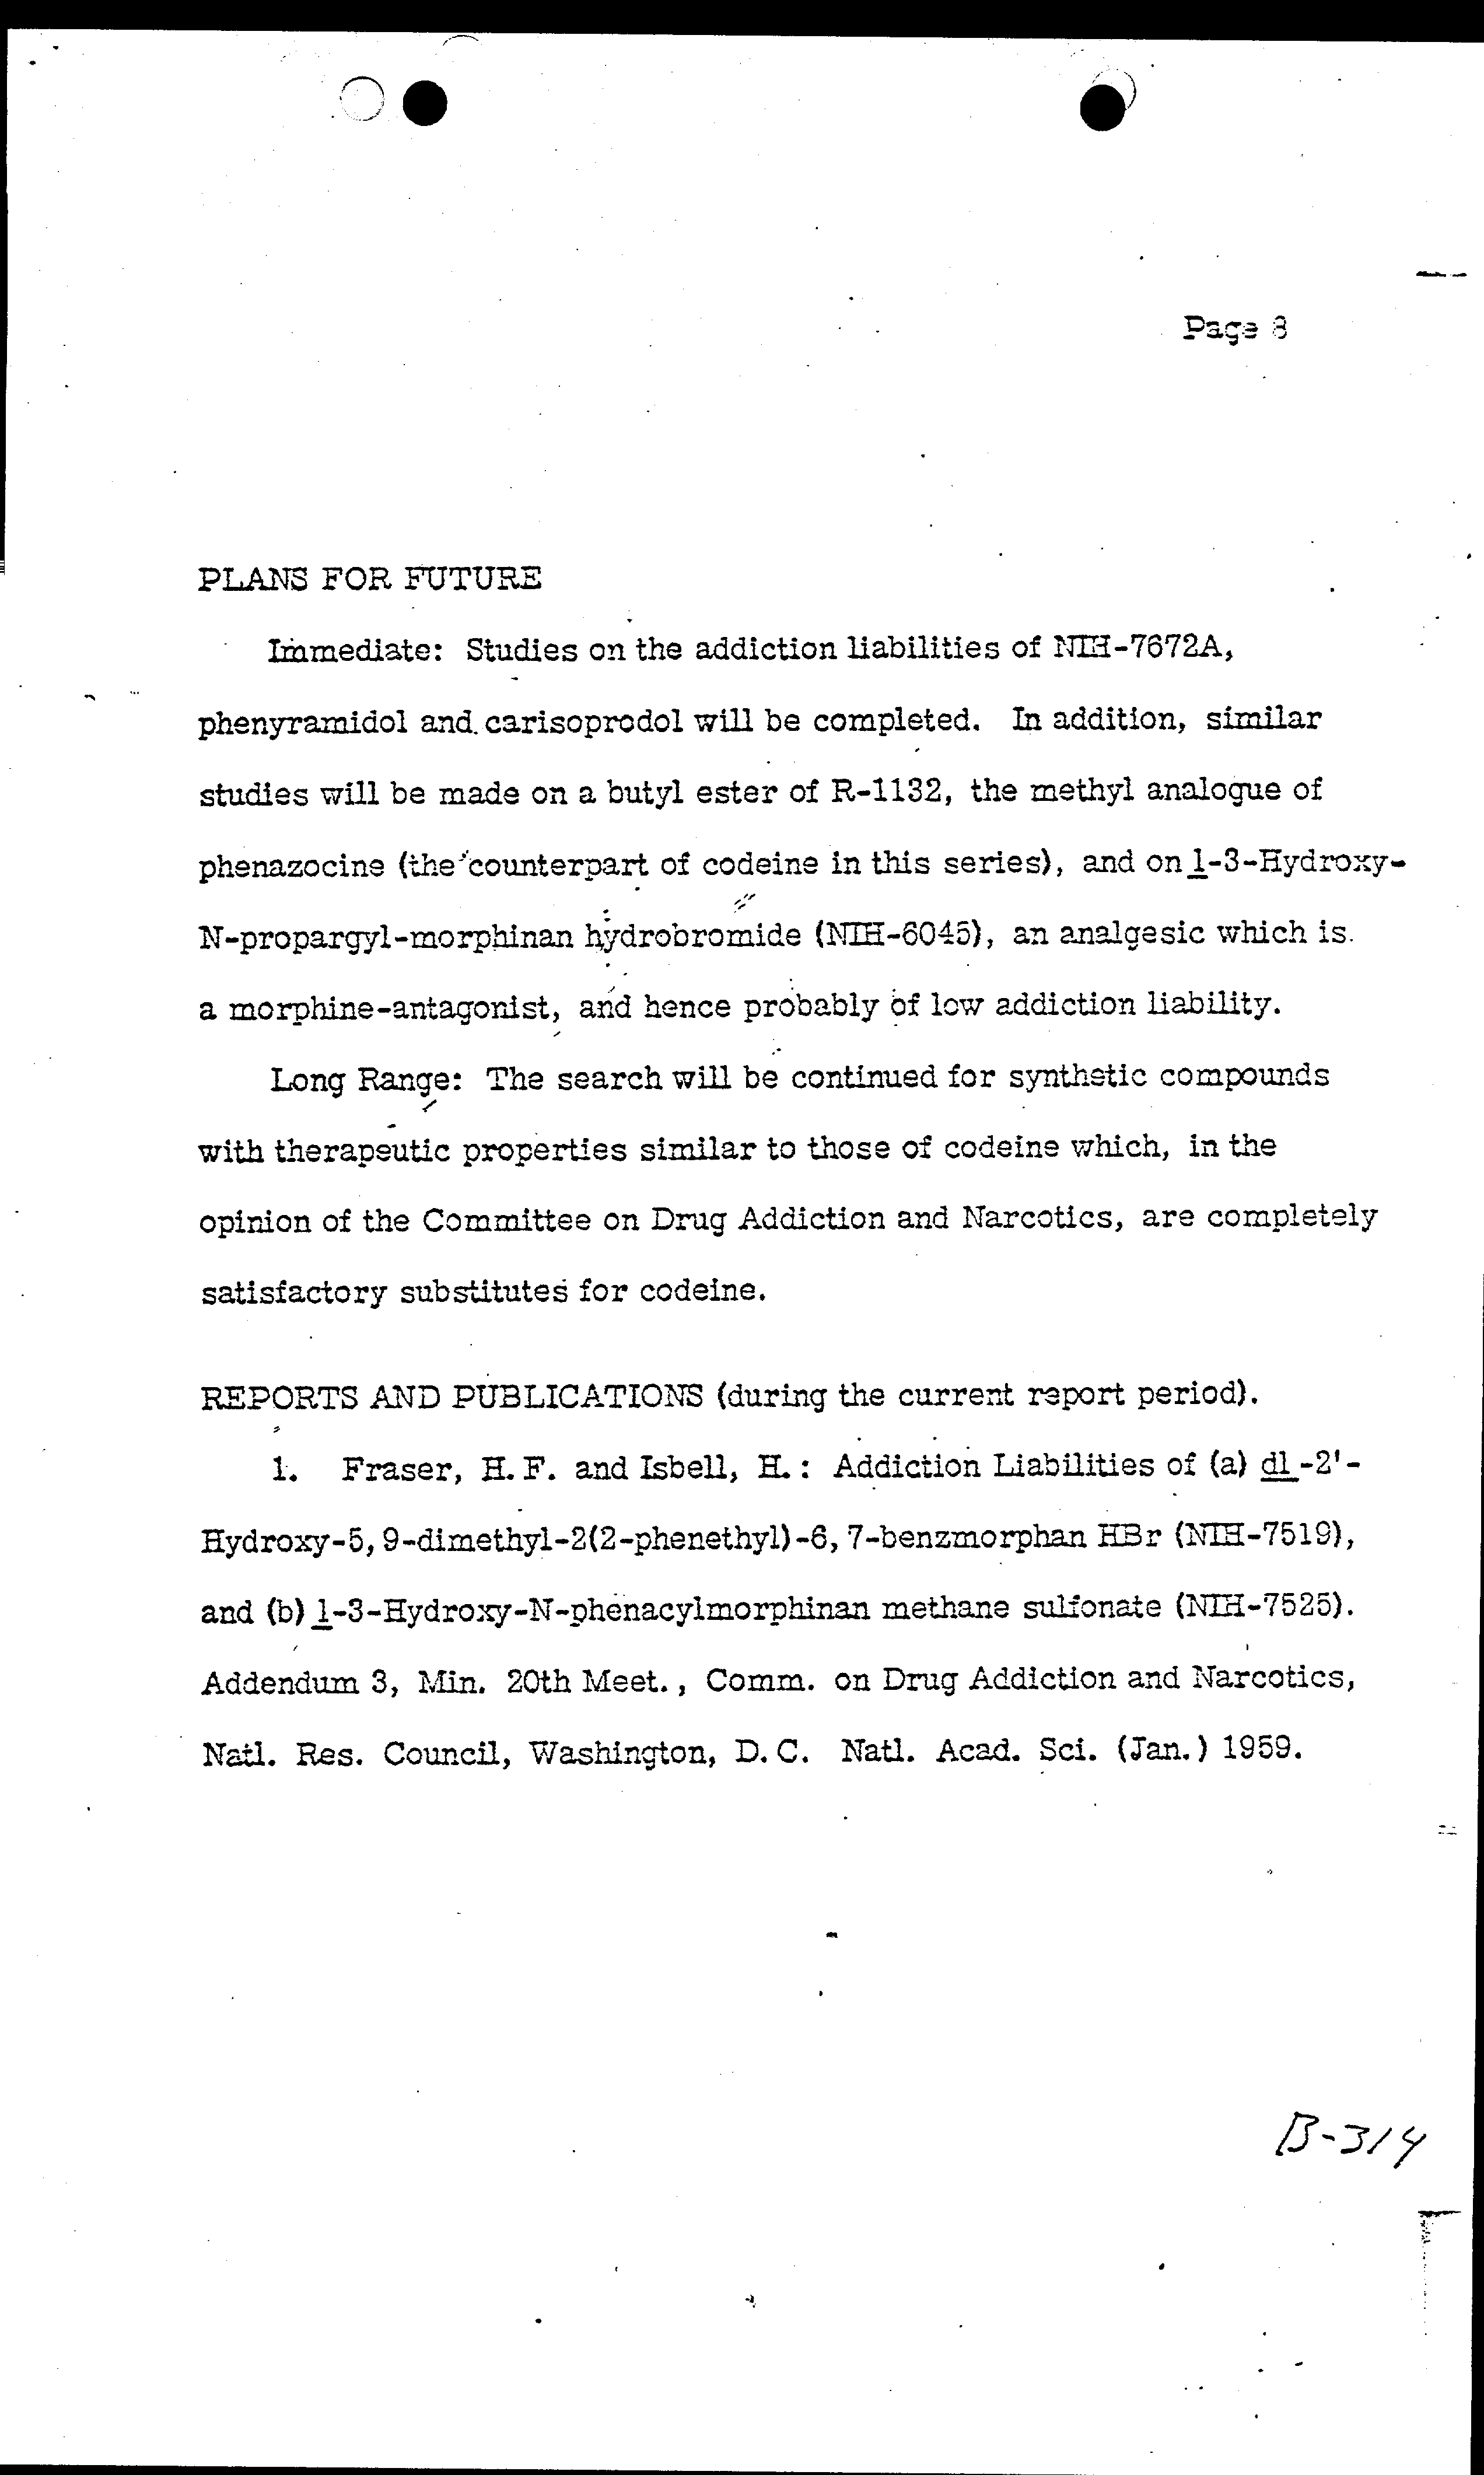 Page 8
PLANS FOR FUTURE
Immediate: Studies on the addiction liabilities of NIH-7672A,
phenyramidol and carisoprodol will be completed. In addition, similar
studies will be made on a butyl ester of R-1132, the methyl analogue of
phenazocine (the counterpart of codeine in this series), and on l-3-Hydroxy-
N-propargyl-morphinan hydrobromide (NIH-6045), an analgesic which is
a morphine-antagonist, and hence probably of low addiction liability.
Long Range: The search will be continued for synthetic compounds
with therapeutic properties similar to those of codeine which, in the
opinion of the Committee on Drug Addiction and Narcotics, are completely
satisfactory substitutes for codeine.
REPORTS AND PUBLICATIONS (during the current report period).
1. Fraser, H. F. and Isbell, H. : Addiction Liabilities of (a) dl-2'-
Hydroxy-5, 9-dimethyl-2(2-phenethyl)-6, 7-benzmorphan HBr (NIH-7519),
and (b) l-3-Hydroxy-N-phenacylmorphinan methane sulfonate (NIH-7525).
Addendum 3, Min. 20th Meet. , Comm. on Drug Addiction and Narcotics,
Natl. Res. Council, Washington, D. C. Natl. Acad. Sci. (Jan. ) 1959.
B-314